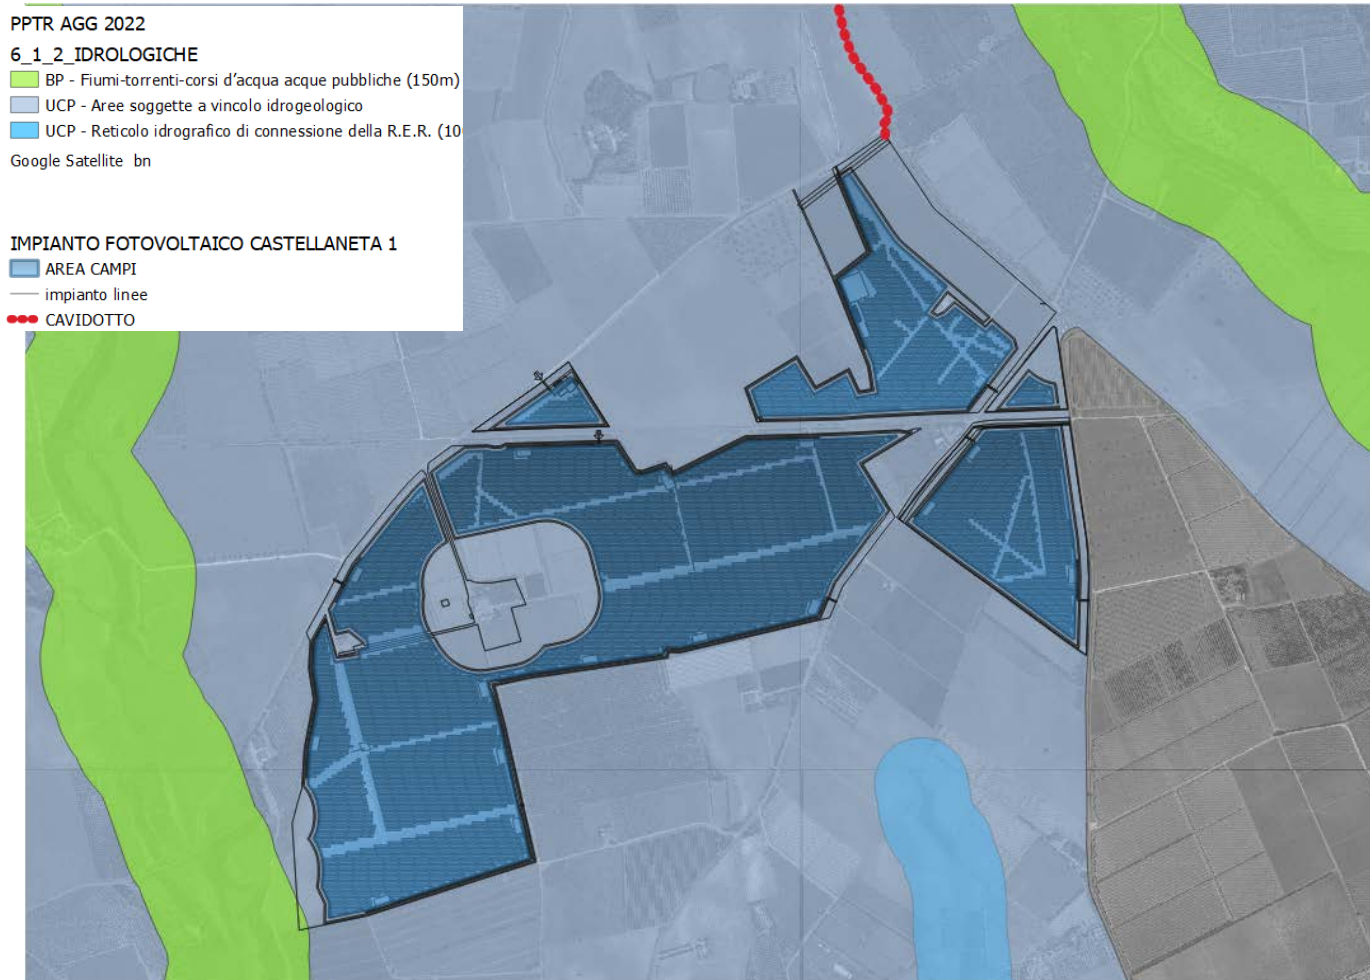 PPTR AGG 2022
6_1_2_IDROLOGICHE
BP - Fiumi-torrenti-corsi d'acqua acque pubbliche (150m)
UCP - Aree soggette a vincolo idrogeologico
UCP - Reticolo idrografico di connessione della R.E.R. (10
Google Satellite bn
IMPIANTO FOTOVOLTAICO CASTELLANETA 1
AREA CAMPI
impianto linee
CAVIDOTTO